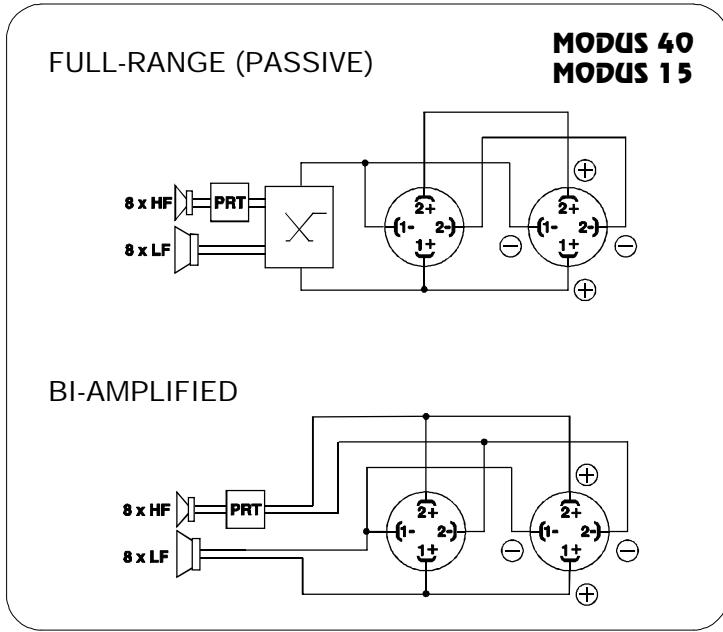 FULL-RANGE (PASSIVE)
MODUS 40
MODUS 15
8 x HF
PRT
8 x LF
2+
1- 2-
1+
2+
1- 2-
1+
+
-
-
+
BI-AMPLIFIED
8 x HF
PRT
8 x LF
2+
1- 2-
1+
2+
1- 2-
1+
+
-
-
+